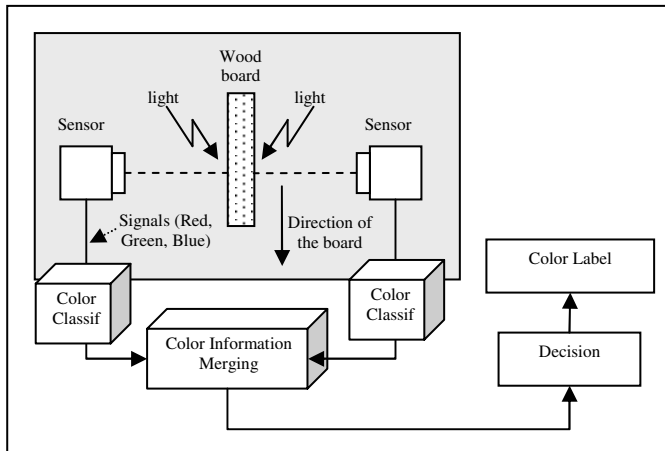 Wood
board
light
light
Sensor
Sensor
Signals (Red,
Green, Blue)
Direction of
the board
Color
Classif
Color
Classif
Color Information
Merging
Color Label
Decision